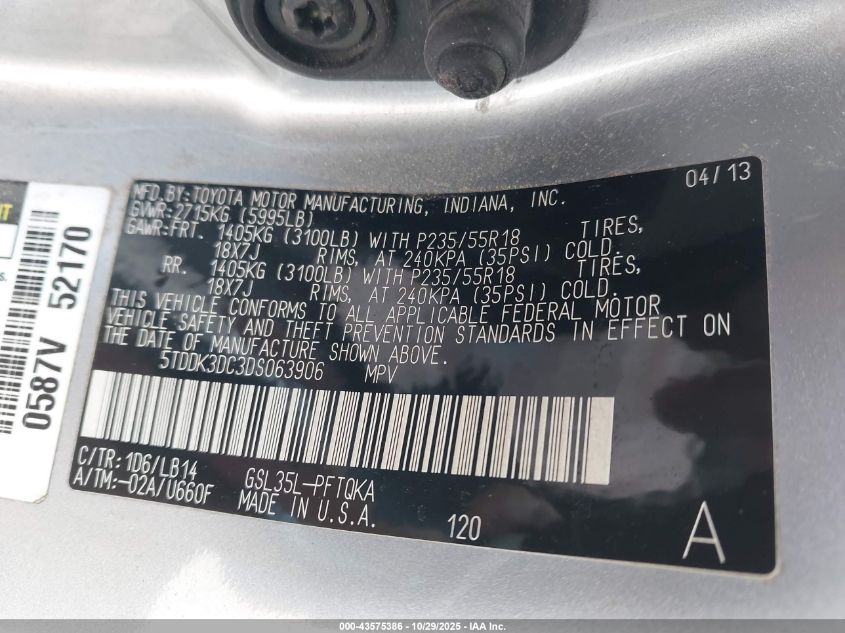 04/13
MFD.BY:TOYOTA MOTOR MANUFACTURING, INDIANA, INC.
GVWR:2715KG (5995LB)
GAWR:FRT. 1405KG (3100LB) WITH P235/55R18 TIRES,
18X7J RIMS, AT 240KPA (35PSI) COLD.
RR. 1405KG (3100LB) WITH P235/55R18 TIRES,
18X7J RIMS, AT 240KPA (35PSI) COLD.
THIS VEHICLE CONFORMS TO ALL APPLICABLE FEDERAL MOTOR
VEHICLE SAFETY AND THEFT PREVENTION STANDARDS IN EFFECT ON
THE DATE OF MANUFACTURE SHOWN ABOVE.
5TDDK3DC3DS063906 MPV
C/TR: 1D6/LB14
A/TM:-02A/U660F
GSL35L-PFTQKA
MADE IN U.S.A.
120
A
0587V 52170
000-43575386 - 10/29/2025 - IAA Inc.